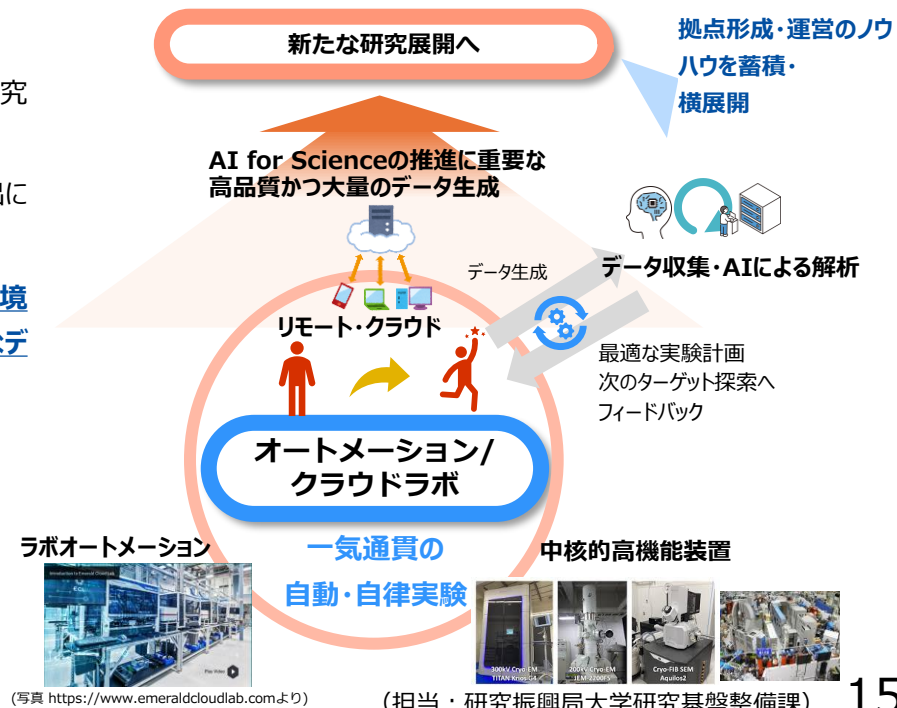 新たな研究展開へ
拠点形成・運営のノウ
ハウを蓄積・
横展開
究
出に
境
なデ
AI for Scienceの推進に重要な
高品質かつ大量のデータ生成
データ生成
データ収集・AIによる解析
リモート・クラウド
最適な実験計画
次のターゲット探索へ
フィードバック
オートメーション/
クラウドラボ
一気通貫の
自動・自律実験
ラボオートメーション
中核的高機能装置
Introduction to Emerald Cloud Lab
ECL
Play Video
300kV Cryo-EM
TITAN Krios G4
200kV Cryo-EM
JEM-2200FS
Cryo-FIB SEM
Aquilos2
(写真 https://www.emeraldcloudlab.comより)
(担当:研究振興局大学研究基盤整備課)
15